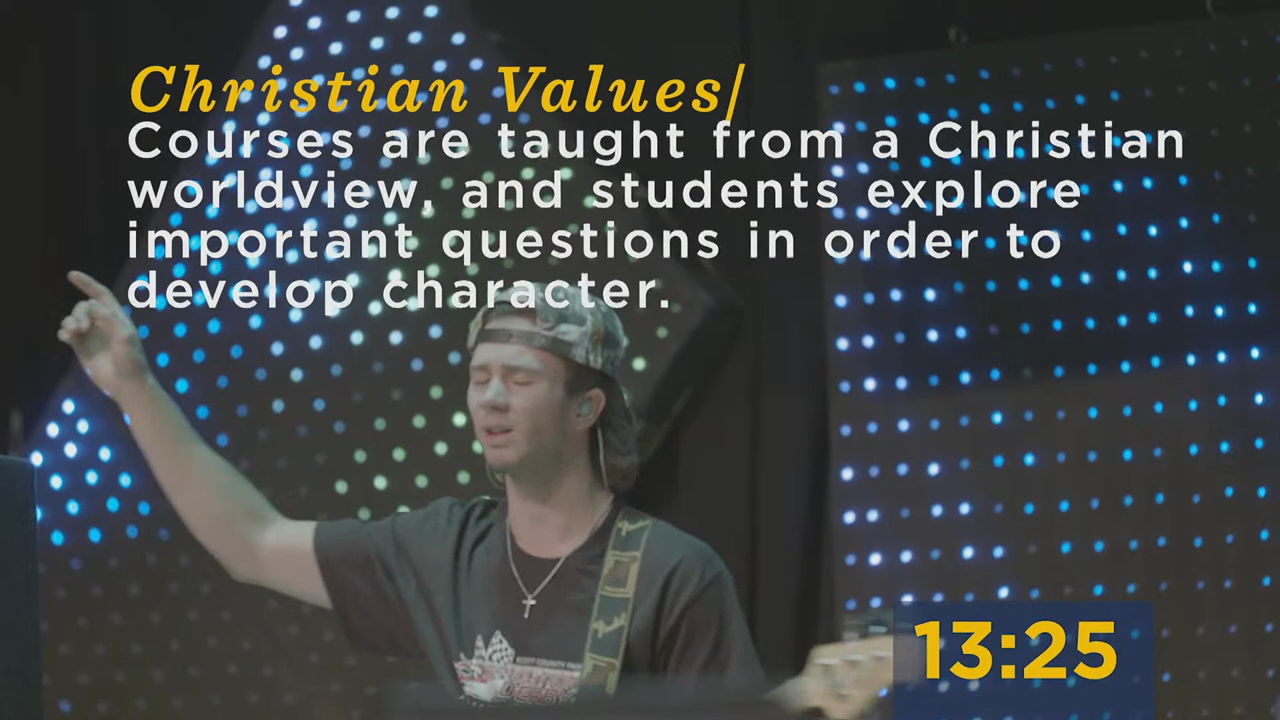 Christian Values/
Courses are taught from a Christian
worldview, and students explore
important questions in order to
develop character.
13:25